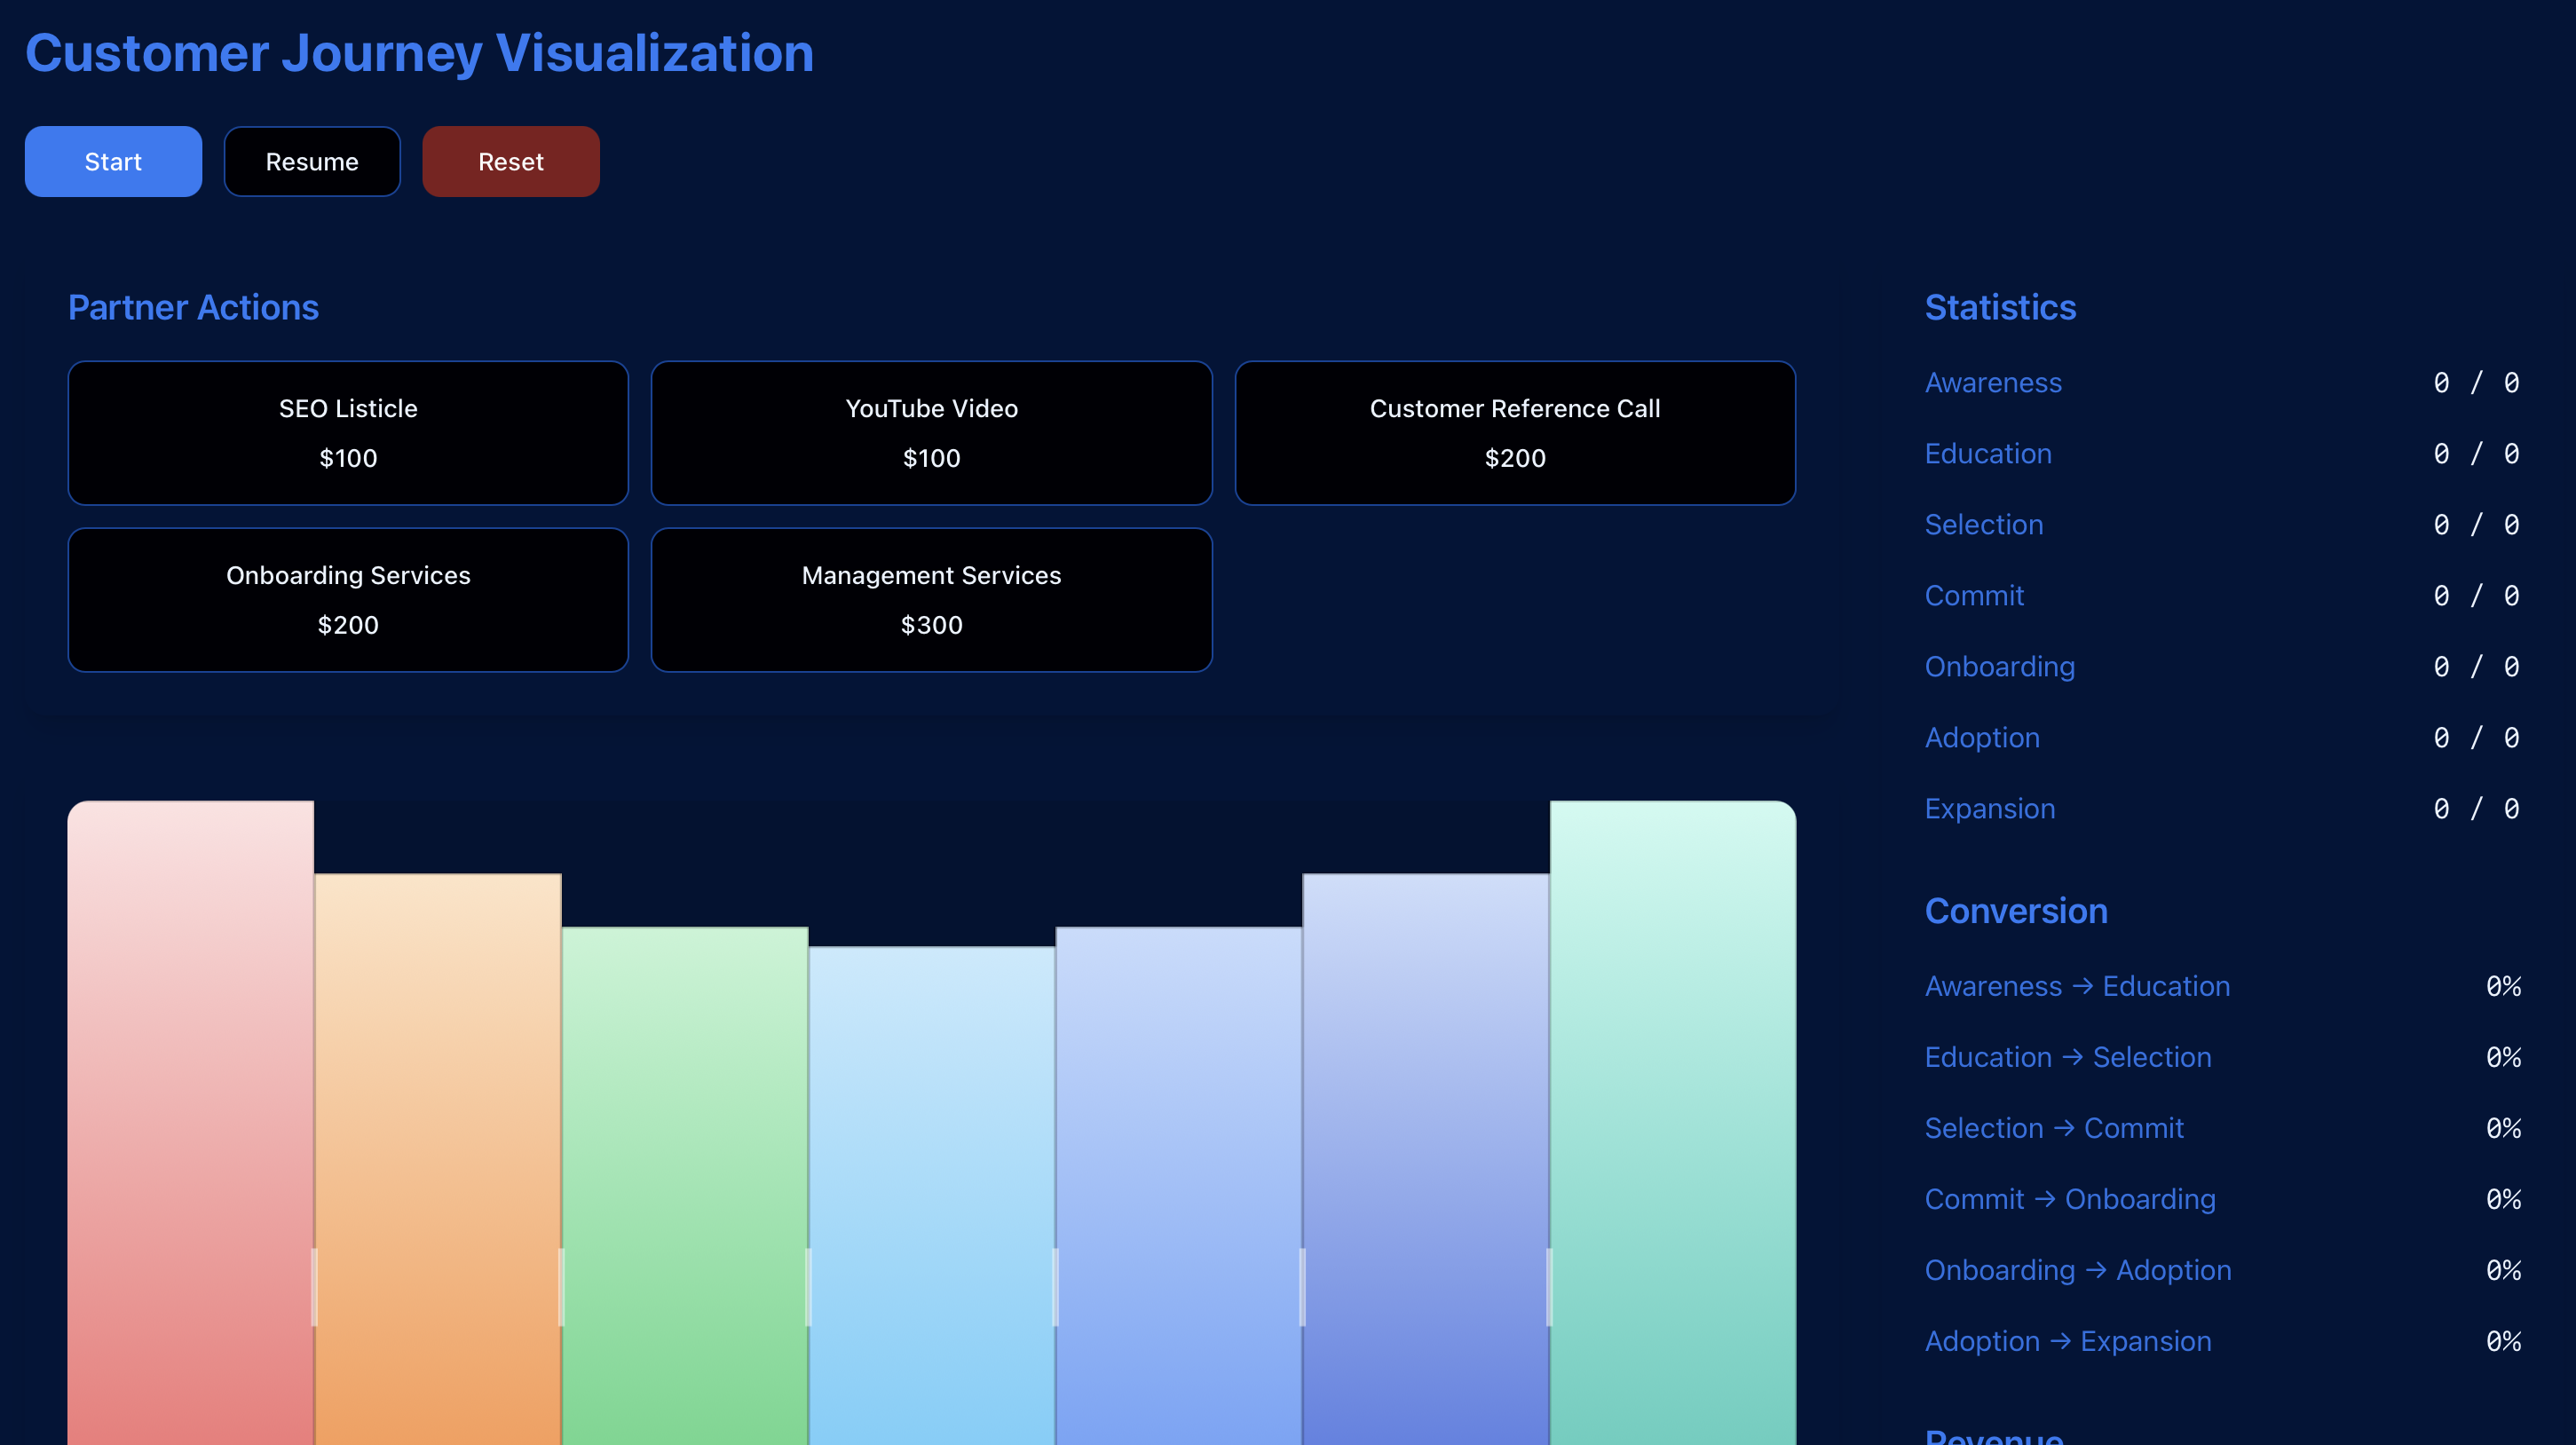 Customer Journey Visualization
Start
Resume
Reset
Partner Actions
SEO Listicle
$100
YouTube Video
$100
Customer Reference Call
$200
Onboarding Services
$200
Management Services
$300
Statistics
Awareness 0 / 0
Education 0 / 0
Selection 0 / 0
Commit 0 / 0
Onboarding 0 / 0
Adoption 0 / 0
Expansion 0 / 0
Conversion
Awareness → Education 0%
Education → Selection 0%
Selection → Commit 0%
Commit → Onboarding 0%
Onboarding → Adoption 0%
Adoption → Expansion 0%
Revenue